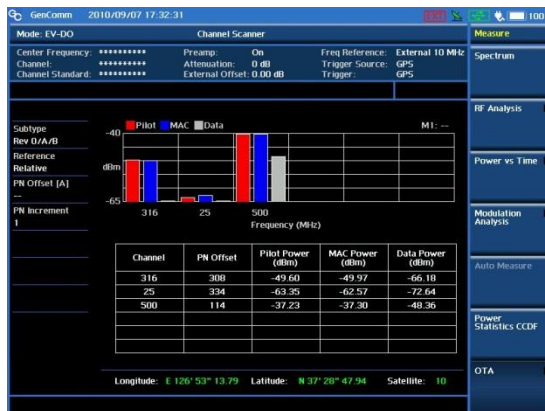 GenComm 2010/09/07 17:32:31 100
Mode: EV-DO Channel Scanner Measure
Center Frequency: ********** Preamp: On Freq Reference: External 10 MHz
Channel: ********** Attenuation: 0 dB Trigger Source: GPS
Channel Standard: ********** External Offset: 0.00 dB Trigger: GPS
Spectrum
RF Analysis
Power vs Time
Modulation
Analysis
Auto Measure
Power
Statistics CCDF
OTA
Subtype
Rev 0/A/B
Reference
Relative
PN Offset [A]
--
PN Increment
1
Pilot MAC Data M1: --
-40
dBm
-65
316 25 500
Frequency (MHz)
Channel PN Offset Pilot Power (dBm) MAC Power (dBm) Data Power (dBm)
316 308 -49.60 -49.97 -66.18
25 334 -63.35 -62.57 -72.64
500 114 -37.23 -37.30 -48.36
Longitude: E 126' 53" 13.79 Latitude: N 37' 28" 47.94 Satellite: 10